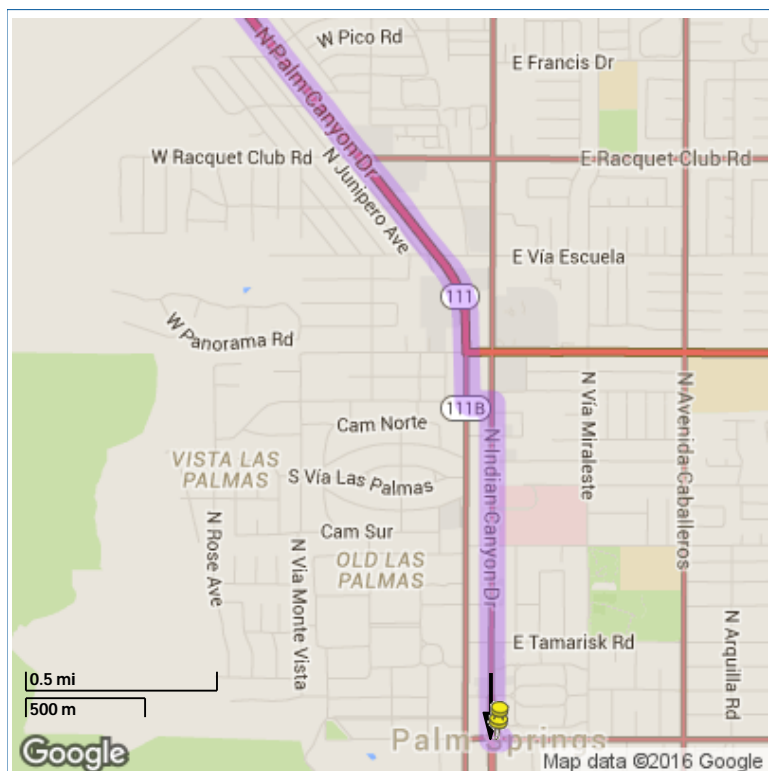 W Pico Rd
E Francis Dr
N Palm Canyon Dr
W Racquet Club Rd
E Racquet Club Rd
N Junipero Ave
E Vía Escuela
111
W Panorama Rd
111B
Cam Norte
N Indian Canyon Dr
N Vía Miraleste
N Avenida Caballeros
VISTA LAS
PALMAS
S Vía Las Palmas
N Rose Ave
Cam Sur
N Via Monte Vista
OLD LAS
PALMAS
E Tamarisk Rd
N Arquilla Rd
0.5 mi
500 m
Palm Springs
Google
Map data ©2016 Google